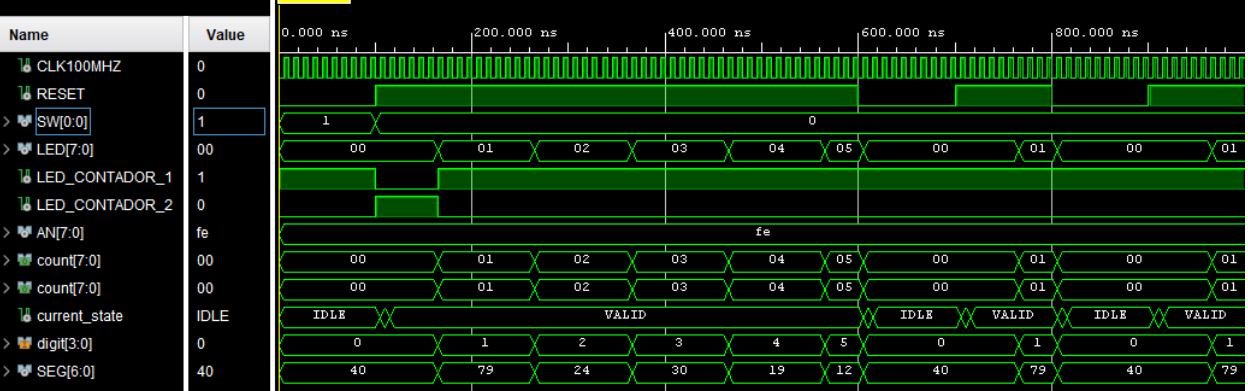 Name Value 0.000 ns 200.000 ns 400.000 ns 600.000 ns 800.000 ns
CLK100MHZ 0
RESET 0
SW[0:0] 1 1 0
LED[7:0] 00 00 01 02 03 04 05 00 01 00 01
LED_CONTADOR_1 1
LED_CONTADOR_2 0
AN[7:0] fe fe
count[7:0] 00 00 01 02 03 04 05 00 01 00 01
count[7:0] 00 00 01 02 03 04 05 00 01 00 01
current_state IDLE IDLE VALID IDLE VALID IDLE VALID
digit[3:0] 0 0 1 2 3 4 5 0 1 0 1
SEG[6:0] 40 40 79 24 30 19 12 40 79 40 79